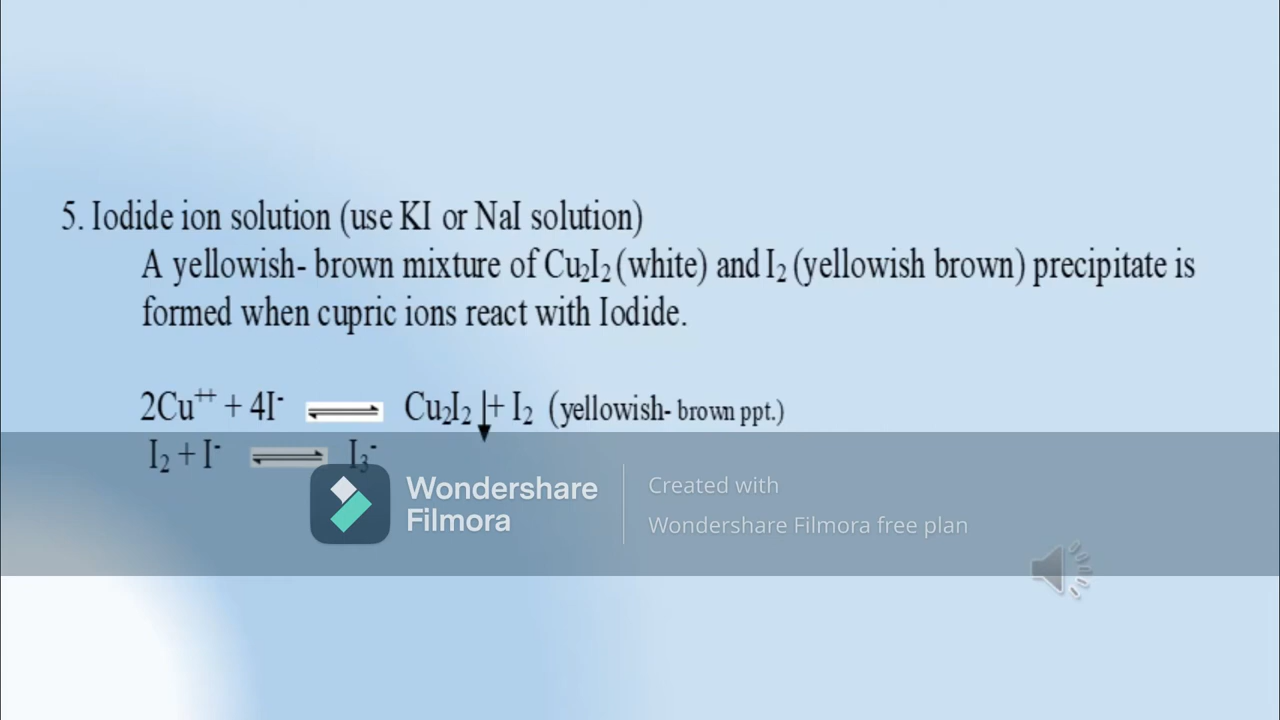 5. Iodide ion solution (use KI or NaI solution)
A yellowish- brown mixture of Cu₂I₂ (white) and I₂ (yellowish brown) precipitate is
formed when cupric ions react with Iodide.
2Cu⁺⁺ + 4I⁻ ⇌ Cu₂I₂ ↓ + I₂ (yellowish- brown ppt.)
I₂ + I⁻ ⇌ I₃⁻
Wondershare
Filmora
Created with
Wondershare Filmora free plan